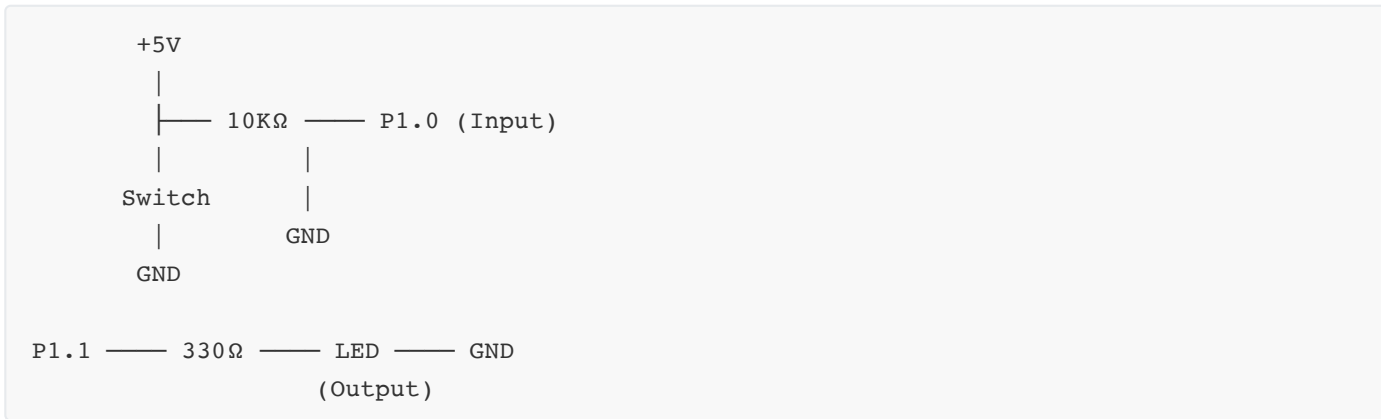 +5V
10KΩ P1.0 (Input)
Switch
GND
GND
P1.1 330Ω LED GND
(Output)